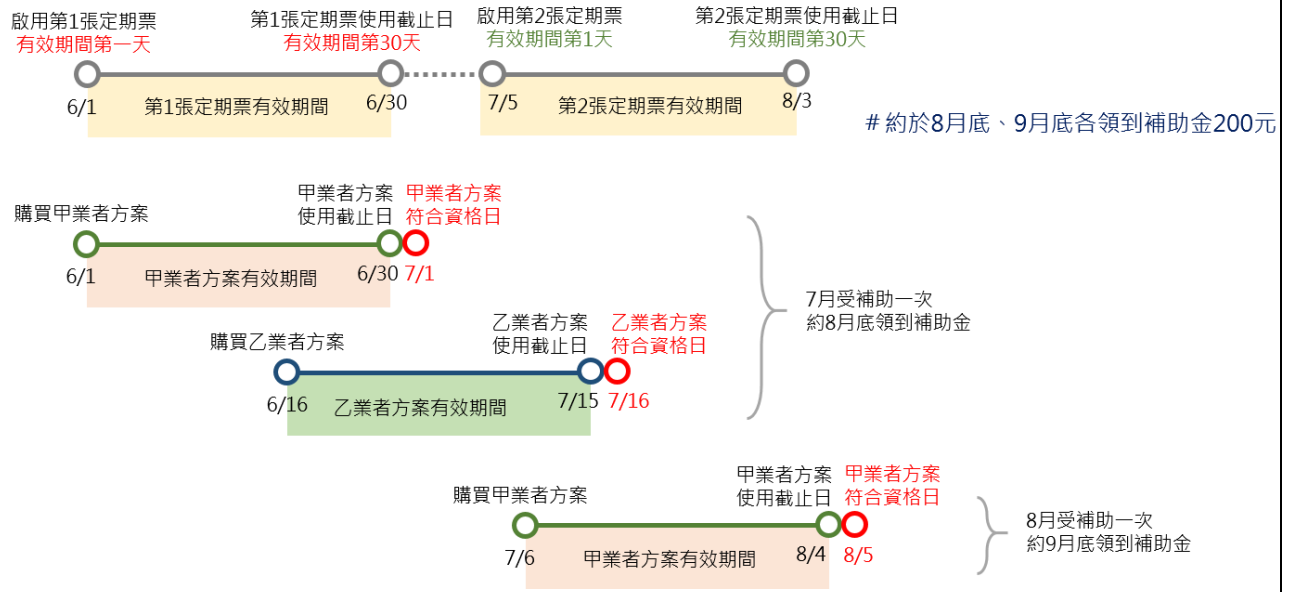 啟用第1張定期票
有效期間第一天
第1張定期票使用截止日
有效期間第30天
啟用第2張定期票
有效期間第1天
第2張定期票使用截止日
有效期間第30天
6/1
第1張定期票有效期間
6/30
7/5
第2張定期票有效期間
8/3
#約於8月底、9月底各領到補助金200元
購買甲業者方案
甲業者方案
使用截止日
甲業者方案
符合資格日
6/1
甲業者方案有效期間
6/30
7/1
購買乙業者方案
乙業者方案
使用截止日
乙業者方案
符合資格日
6/16
乙業者方案有效期間
7/15
7/16
7月受補助一次
約8月底領到補助金
購買甲業者方案
甲業者方案
使用截止日
甲業者方案
符合資格日
7/6
甲業者方案有效期間
8/4
8/5
8月受補助一次
約9月底領到補助金